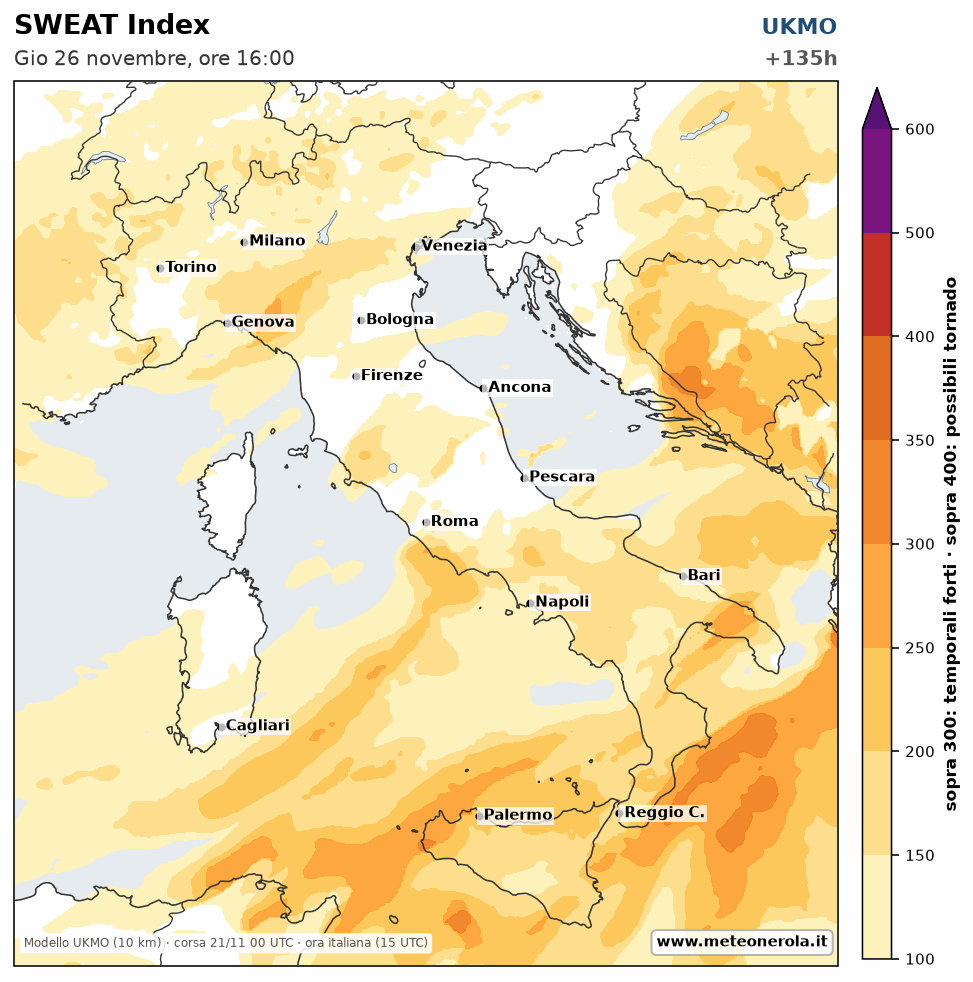 SWEAT Index
UKMO
Gio 26 novembre, ore 16:00
+135h
Milano
Venezia
Torino
Genova
Bologna
Firenze
Ancona
Pescara
Roma
Bari
Napoli
Cagliari
Palermo
Reggio C.
600
500
400
350
300
250
200
150
100
sopra 300: temporali forti · sopra 400: possibili tornado
Modello UKMO (10 km) · corsa 21/11 00 UTC · ora italiana (15 UTC)
www.meteonerola.it